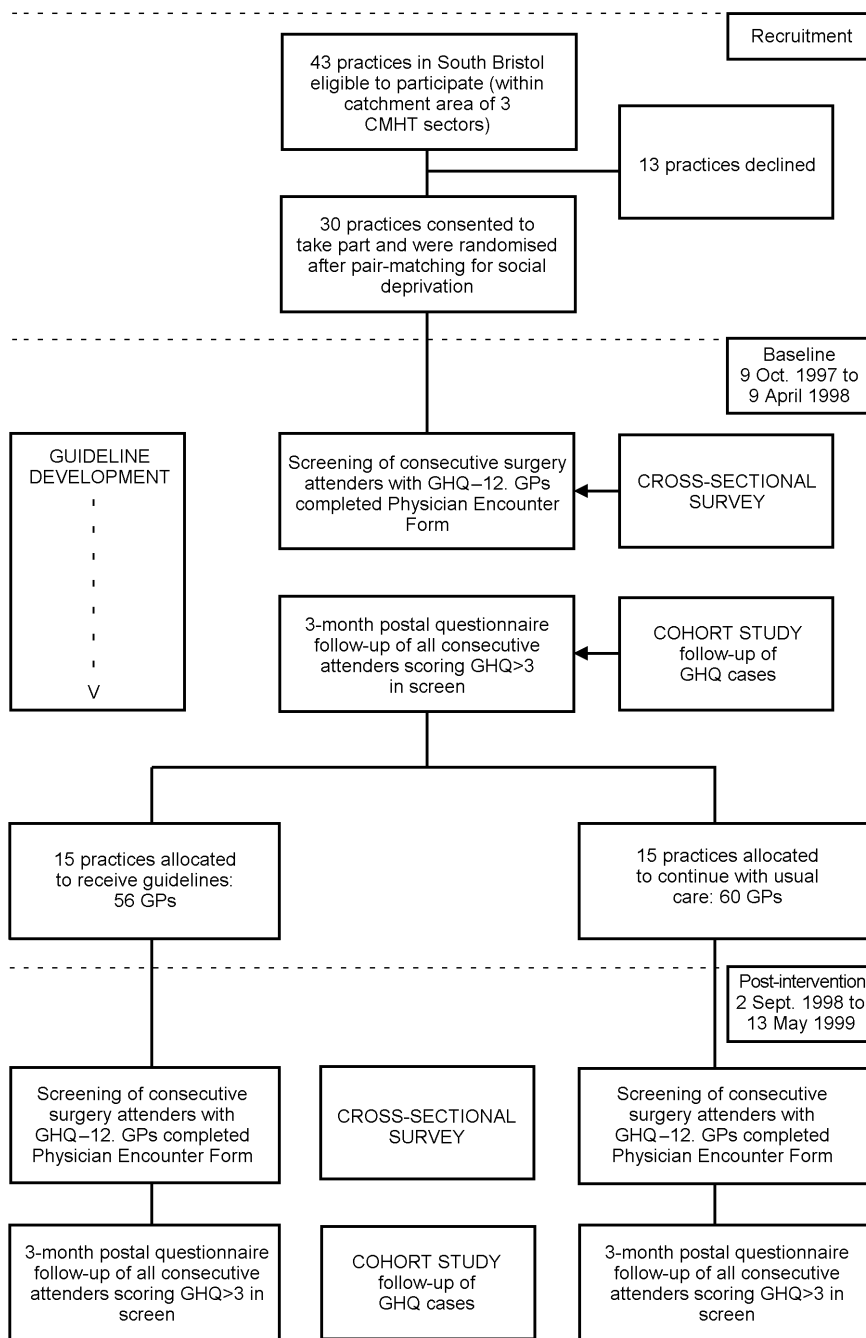 Recruitment
43 practices in South Bristol
eligible to participate (within
catchment area of 3
CMHT sectors)
13 practices declined
30 practices consented to
take part and were randomised
after pair-matching for social
deprivation
Baseline
9 Oct. 1997 to
9 April 1998
GUIDELINE
DEVELOPMENT
V
Screening of consecutive surgery
attenders with GHQ–12. GPs
completed Physician Encounter
Form
CROSS-SECTIONAL
SURVEY
3-month postal questionnaire
follow-up of all consecutive
attenders scoring GHQ>3
in screen
COHORT STUDY
follow-up of
GHQ cases
15 practices allocated
to receive guidelines:
56 GPs
15 practices allocated
to continue with usual
care: 60 GPs
Post-intervention
2 Sept. 1998 to
13 May 1999
Screening of consecutive
surgery attenders with
GHQ–12. GPs completed
Physician Encounter Form
CROSS-SECTIONAL
SURVEY
Screening of consecutive
surgery attenders with
GHQ–12. GPs completed
Physician Encounter Form
3-month postal questionnaire
follow-up of all consecutive
attenders scoring GHQ>3 in
screen
COHORT STUDY
follow-up of
GHQ cases
3-month postal questionnaire
follow-up of all consecutive
attenders scoring GHQ>3 in
screen